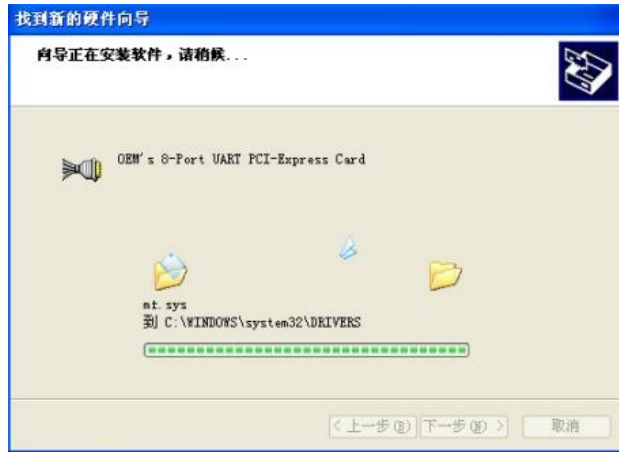 找到新的硬件向导
向导正在安装软件，请稍候...
OEM's 8-Port UART PCI-Express Card
mt.sys
到 C:\WINDOWS\system32\DRIVERS
< 上一步(B)
下一步(N) >
取消